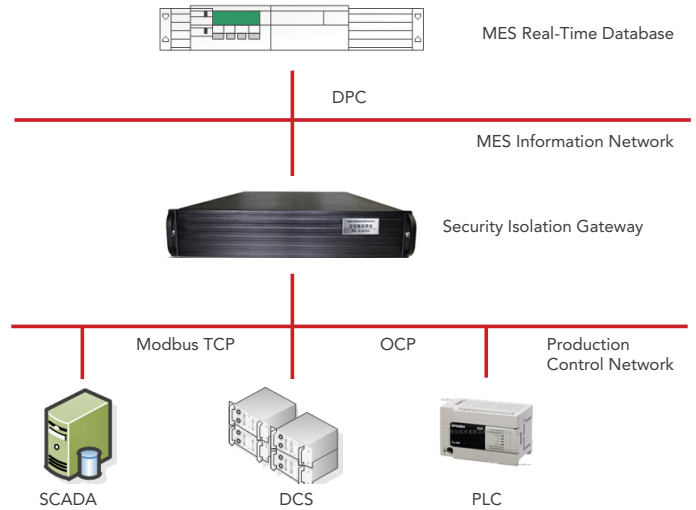 MES Real-Time Database
DPC
MES Information Network
Security Isolation Gateway
Modbus TCP
OCP
Production
Control Network
SCADA
DCS
PLC